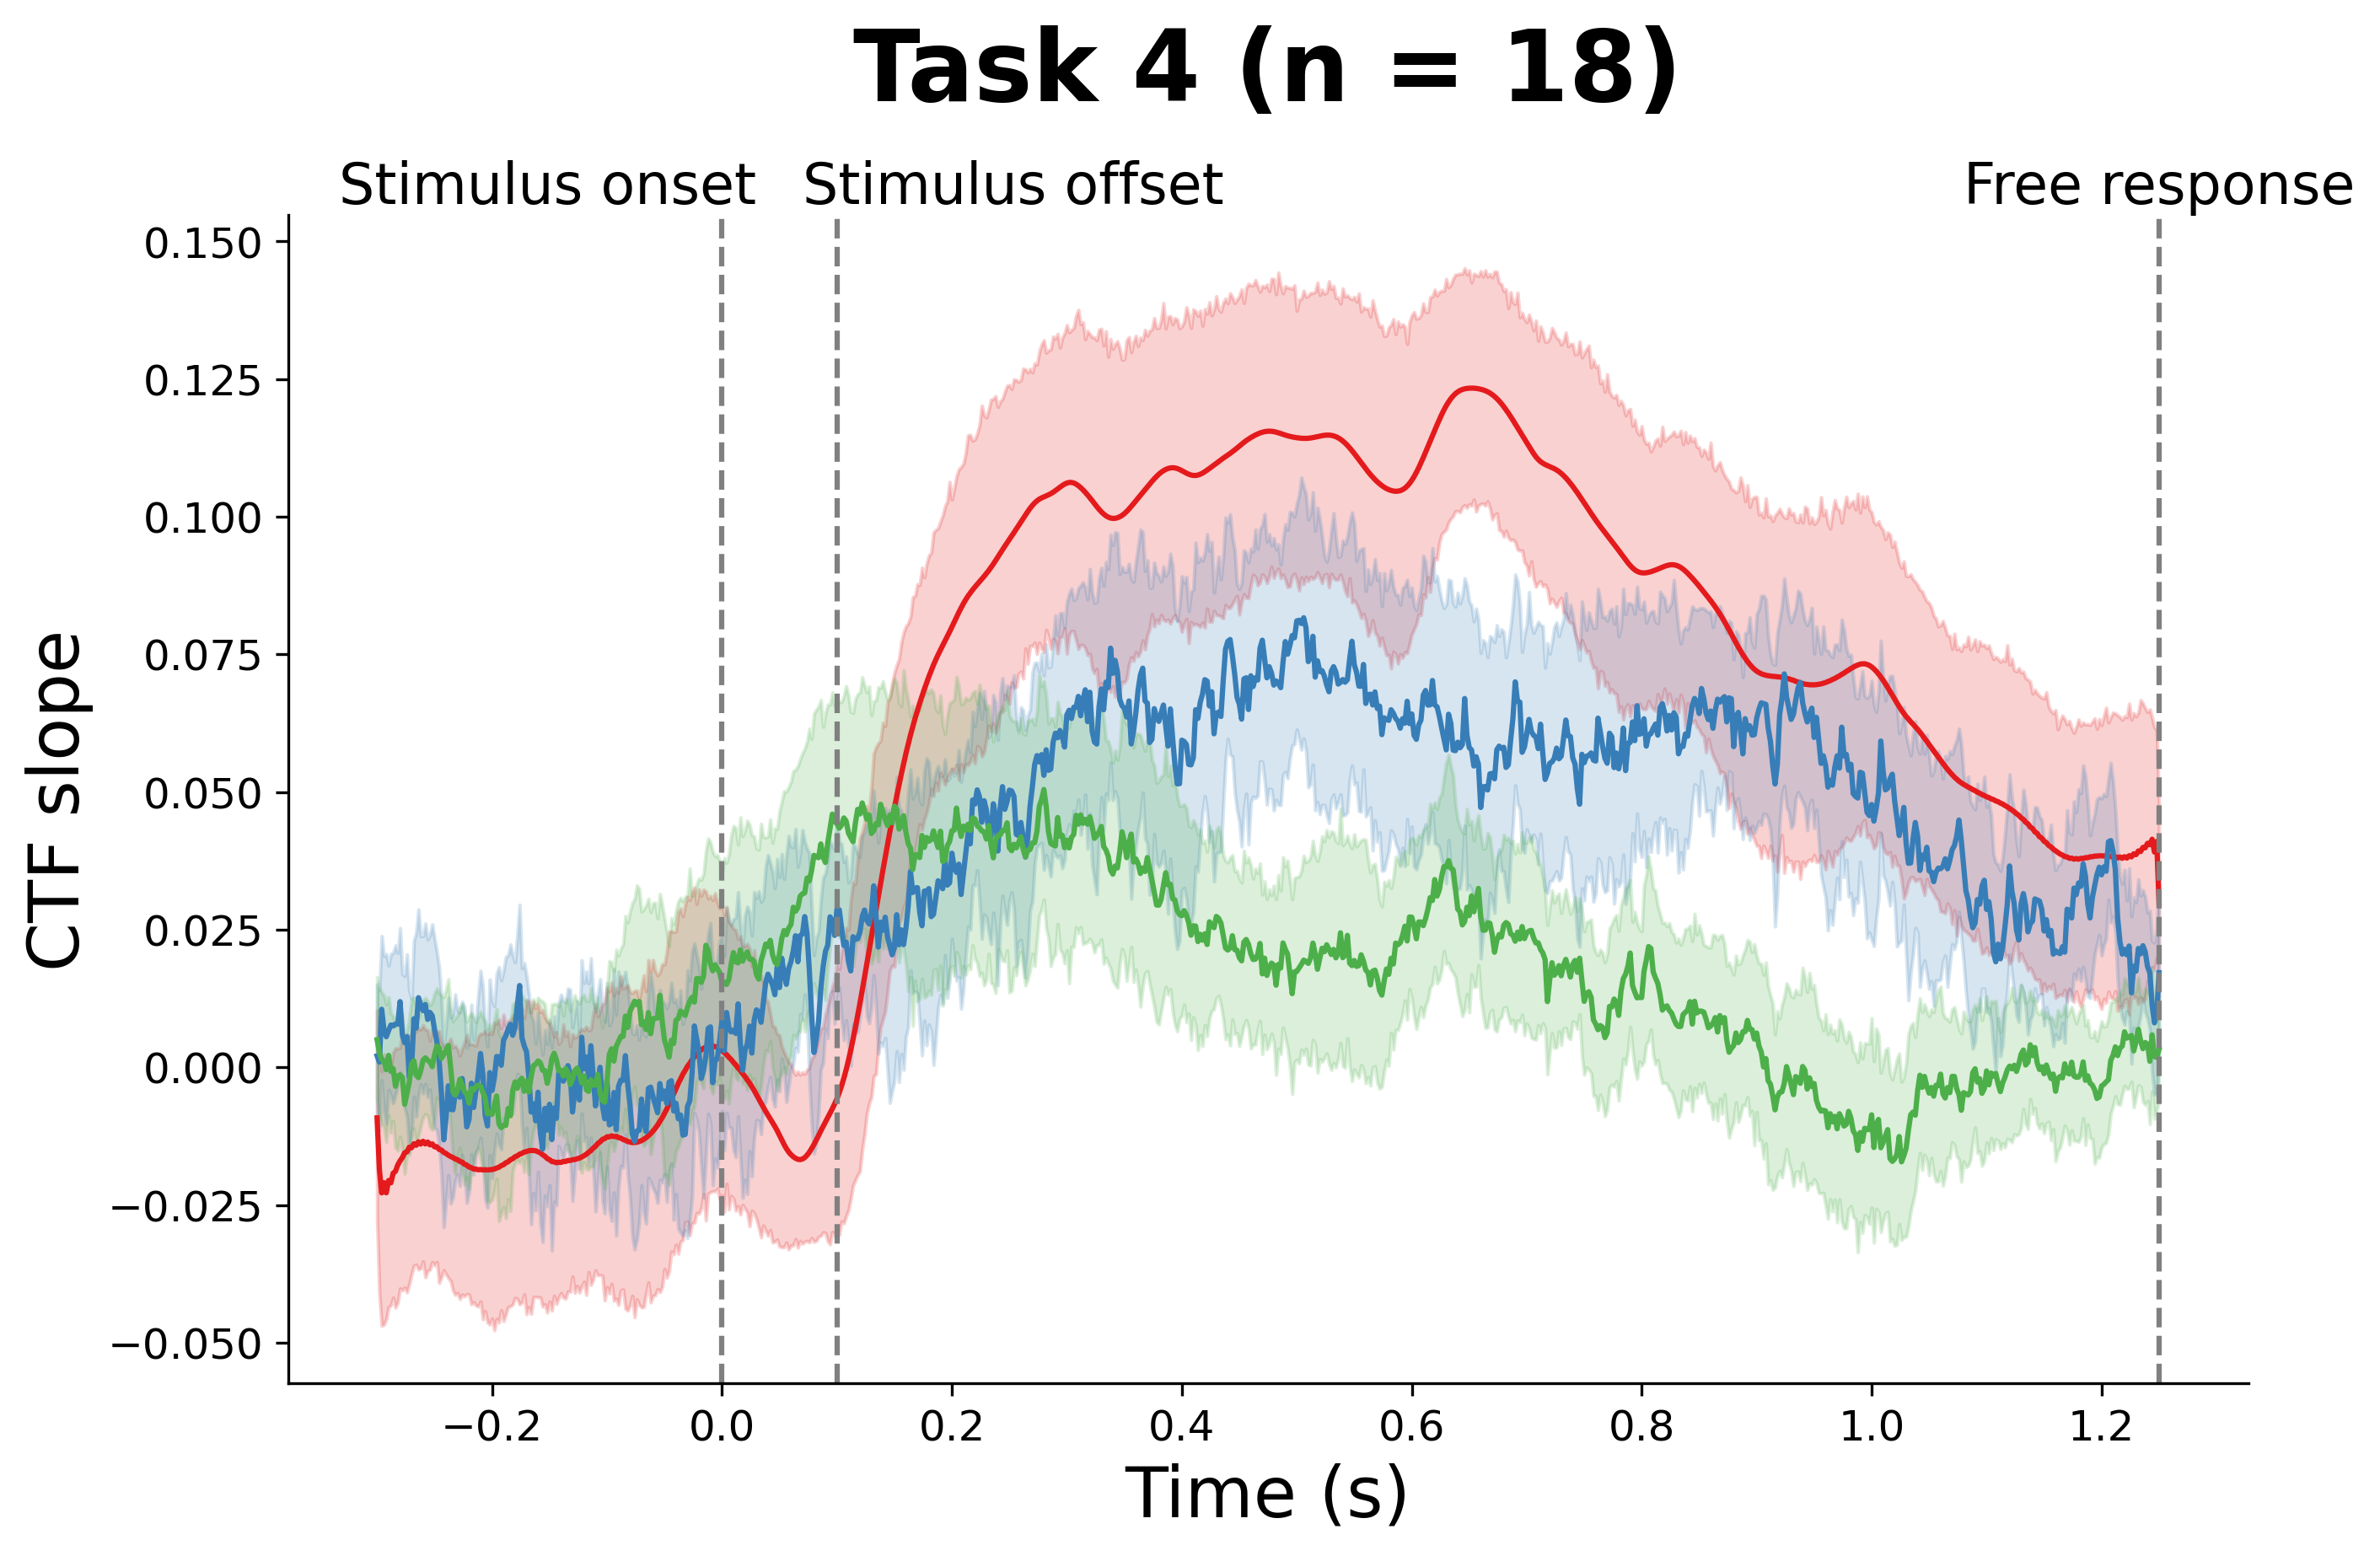 Task 4 (n = 18)
Stimulus onset Stimulus offset Free response
0.150
0.125
0.100
0.075
0.050
0.025
0.000
−0.025
−0.050
CTF slope
−0.2 0.0 0.2 0.4 0.6 0.8 1.0 1.2
Time (s)